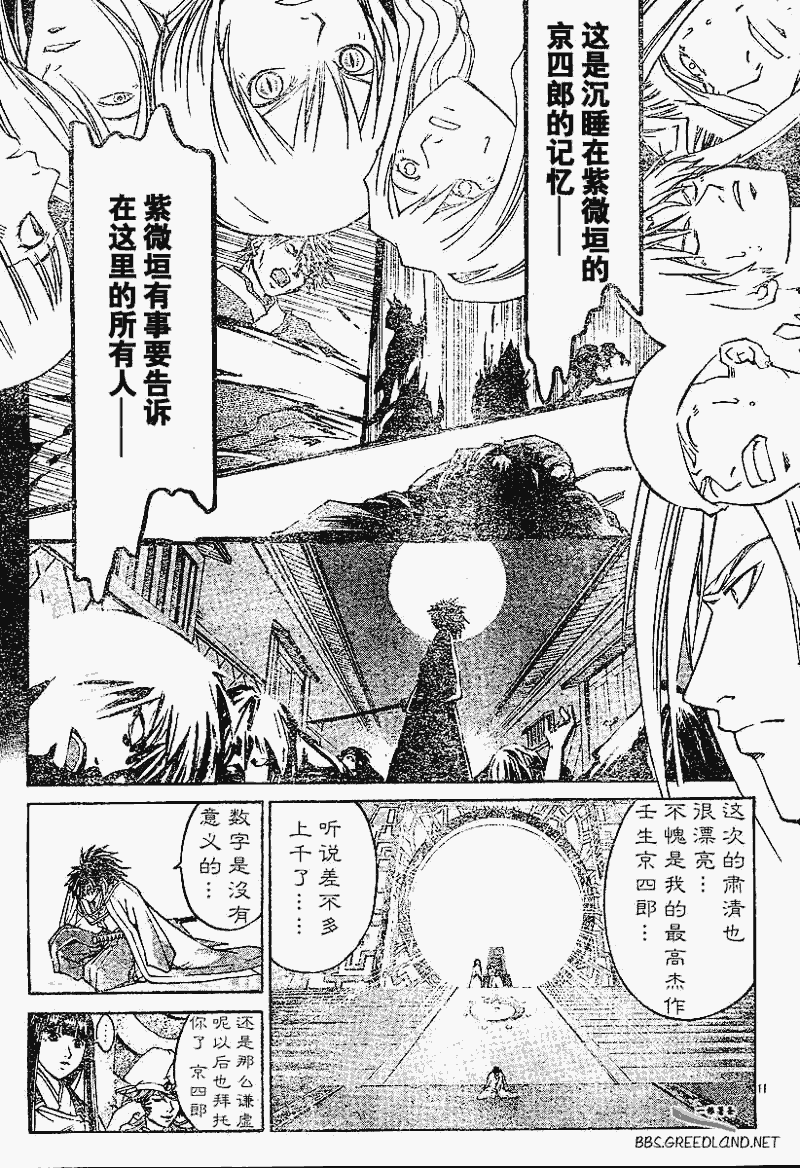 这是沉睡在紫微垣的
京四郎的记忆——
紫微垣有事要告诉
在这里的所有人——
这次的肃清也
很漂亮…
不愧是我的最高杰作
壬生京四郎…
听说差不多
上千了……
数字是没有
意义的…
还是那么谦虚
呢以后也拜托
你了 京四郎
…
11
BBS.GREEDLAND.NET